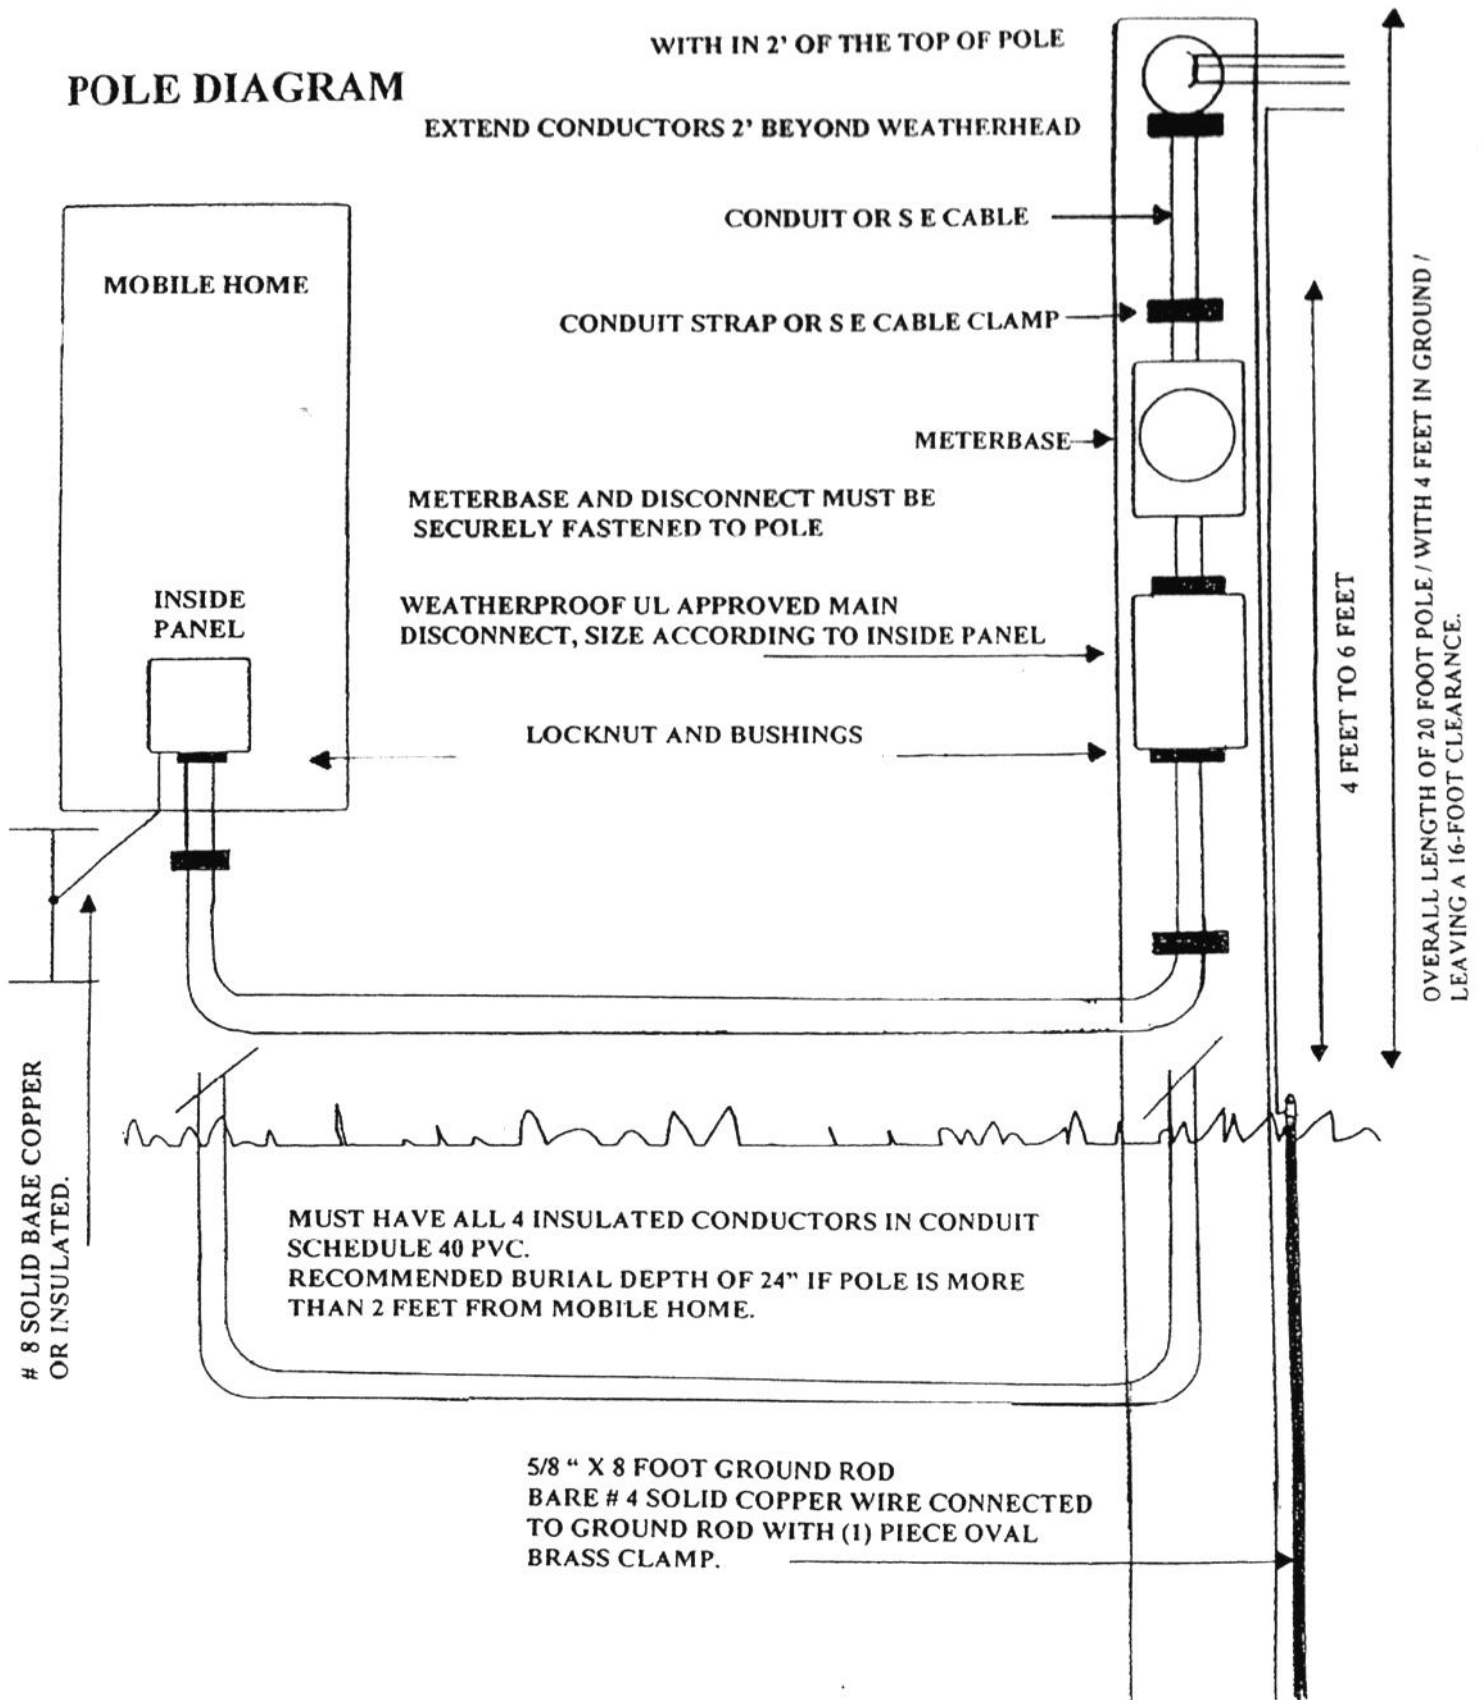 WITH IN 2' OF THE TOP OF POLE
POLE DIAGRAM
EXTEND CONDUCTORS 2' BEYOND WEATHERHEAD
CONDUIT OR S E CABLE
MOBILE HOME
CONDUIT STRAP OR S E CABLE CLAMP
METERBASE
METERBASE AND DISCONNECT MUST BE
SECURELY FASTENED TO POLE
INSIDE
PANEL
WEATHERPROOF UL APPROVED MAIN
DISCONNECT, SIZE ACCORDING TO INSIDE PANEL
LOCKNUT AND BUSHINGS
4 FEET TO 6 FEET
OVERALL LENGTH OF 20 FOOT POLE / WITH 4 FEET IN GROUND /
LEAVING A 16-FOOT CLEARANCE.
# 8 SOLID BARE COPPER
OR INSULATED.
MUST HAVE ALL 4 INSULATED CONDUCTORS IN CONDUIT
SCHEDULE 40 PVC.
RECOMMENDED BURIAL DEPTH OF 24” IF POLE IS MORE
THAN 2 FEET FROM MOBILE HOME.
5/8 “ X 8 FOOT GROUND ROD
BARE # 4 SOLID COPPER WIRE CONNECTED
TO GROUND ROD WITH (1) PIECE OVAL
BRASS CLAMP.